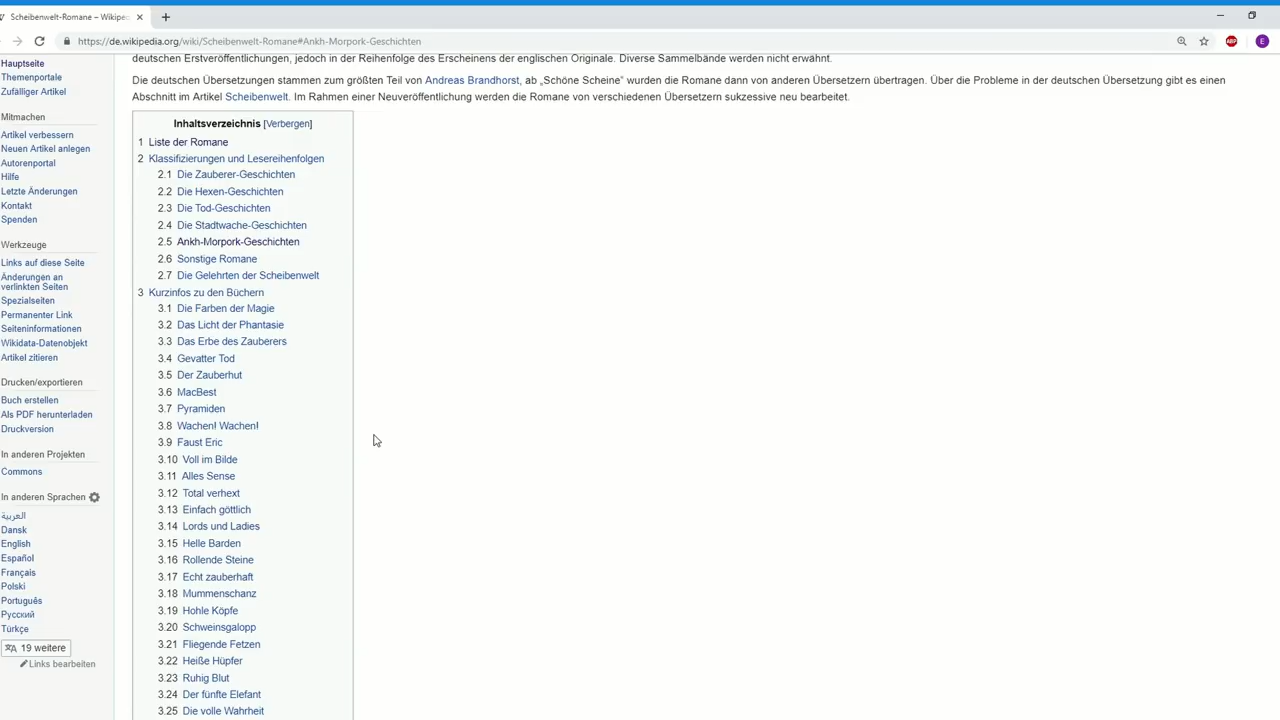 Scheibenwelt-Romane – Wikipe
https://de.wikipedia.org/wiki/Scheibenwelt-Romane#Ankh-Morpork-Geschichten
ABP
E
Hauptseite
Themenportale
Zufälliger Artikel
Mitmachen
Artikel verbessern
Neuen Artikel anlegen
Autorenportal
Hilfe
Letzte Änderungen
Kontakt
Spenden
Werkzeuge
Links auf diese Seite
Änderungen an
verlinkten Seiten
Spezialseiten
Permanenter Link
Seiteninformationen
Wikidata-Datenobjekt
Artikel zitieren
Drucken/exportieren
Buch erstellen
Als PDF herunterladen
Druckversion
In anderen Projekten
Commons
In anderen Sprachen
العربية
Dansk
English
Español
Français
Polski
Português
Русский
Türkçe
19 weitere
Links bearbeiten
deutschen Erstveröffentlichungen, jedoch in der Reihenfolge des Erscheinens der englischen Originale. Diverse Sammelbände werden nicht erwähnt.
Die deutschen Übersetzungen stammen zum größten Teil von Andreas Brandhorst, ab „Schöne Scheine“ wurden die Romane dann von anderen Übersetzern übertragen. Über die Probleme in der deutschen Übersetzung gibt es einen
Abschnitt im Artikel Scheibenwelt. Im Rahmen einer Neuveröffentlichung werden die Romane von verschiedenen Übersetzern sukzessive neu bearbeitet.
Inhaltsverzeichnis [Verbergen]
1 Liste der Romane
2 Klassifizierungen und Lesereihenfolgen
2.1 Die Zauberer-Geschichten
2.2 Die Hexen-Geschichten
2.3 Die Tod-Geschichten
2.4 Die Stadtwache-Geschichten
2.5 Ankh-Morpork-Geschichten
2.6 Sonstige Romane
2.7 Die Gelehrten der Scheibenwelt
3 Kurzinfos zu den Büchern
3.1 Die Farben der Magie
3.2 Das Licht der Phantasie
3.3 Das Erbe des Zauberers
3.4 Gevatter Tod
3.5 Der Zauberhut
3.6 MacBest
3.7 Pyramiden
3.8 Wachen! Wachen!
3.9 Faust Eric
3.10 Voll im Bilde
3.11 Alles Sense
3.12 Total verhext
3.13 Einfach göttlich
3.14 Lords und Ladies
3.15 Helle Barden
3.16 Rollende Steine
3.17 Echt zauberhaft
3.18 Mummenschanz
3.19 Hohle Köpfe
3.20 Schweinsgalopp
3.21 Fliegende Fetzen
3.22 Heiße Hüpfer
3.23 Ruhig Blut
3.24 Der fünfte Elefant
3.25 Die volle Wahrheit